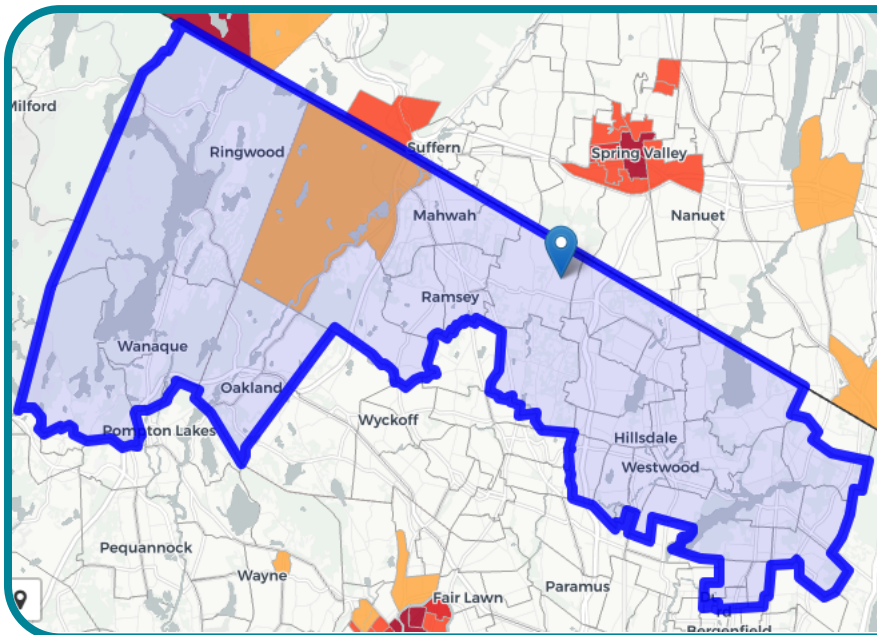 Milford
Ringwood
Suffern
Spring Valley
Mahwah
Nanuet
Ramsey
Wanaque
Oakland
Pompton Lakes
Wyckoff
Hillsdale
Westwood
Pequannock
Wayne
Fair Lawn
Paramus
Bergenfield